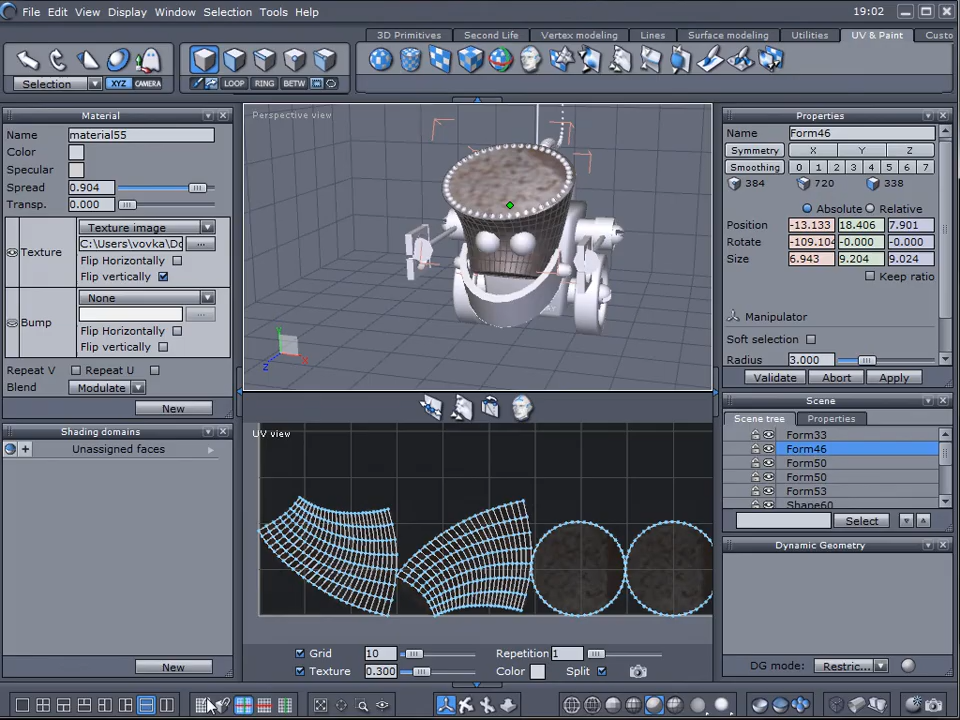 File Edit View Display Window Selection Tools Help 19:02
3D Primitives Second Life Vertex modeling Lines Surface modeling Utilities UV & Paint Custo
Selection XYZ CAMERA LOOP RING BETW
Material
Name material55
Color
Specular
Spread 0.904
Transp. 0.000
Texture image
C:\Users\vovka\Do ...
Texture
Flip Horizontally
Flip vertically
None
...
Bump
Flip Horizontally
Flip vertically
Repeat V Repeat U
Blend Modulate
New
Shading domains
Unassigned faces
New
Perspective view
Y
X
Z
UV view
Grid 10 Repetition 1
Texture 0.300 Color Split
Properties
Name Form46
Symmetry X Y Z
Smoothing 0 1 2 3 4 5 6 7
384 720 338
Absolute Relative
Position -13.133 18.406 7.901
Rotate -109.104 -0.000 -0.000
Size 6.943 9.204 9.024
Keep ratio
Manipulator
Soft selection
Radius 3.000
Validate Abort Apply
Scene
Scene tree Properties
Form33
Form46
Form50
Form50
Form53
Shape60
Select
Dynamic Geometry
DG mode: Restric...